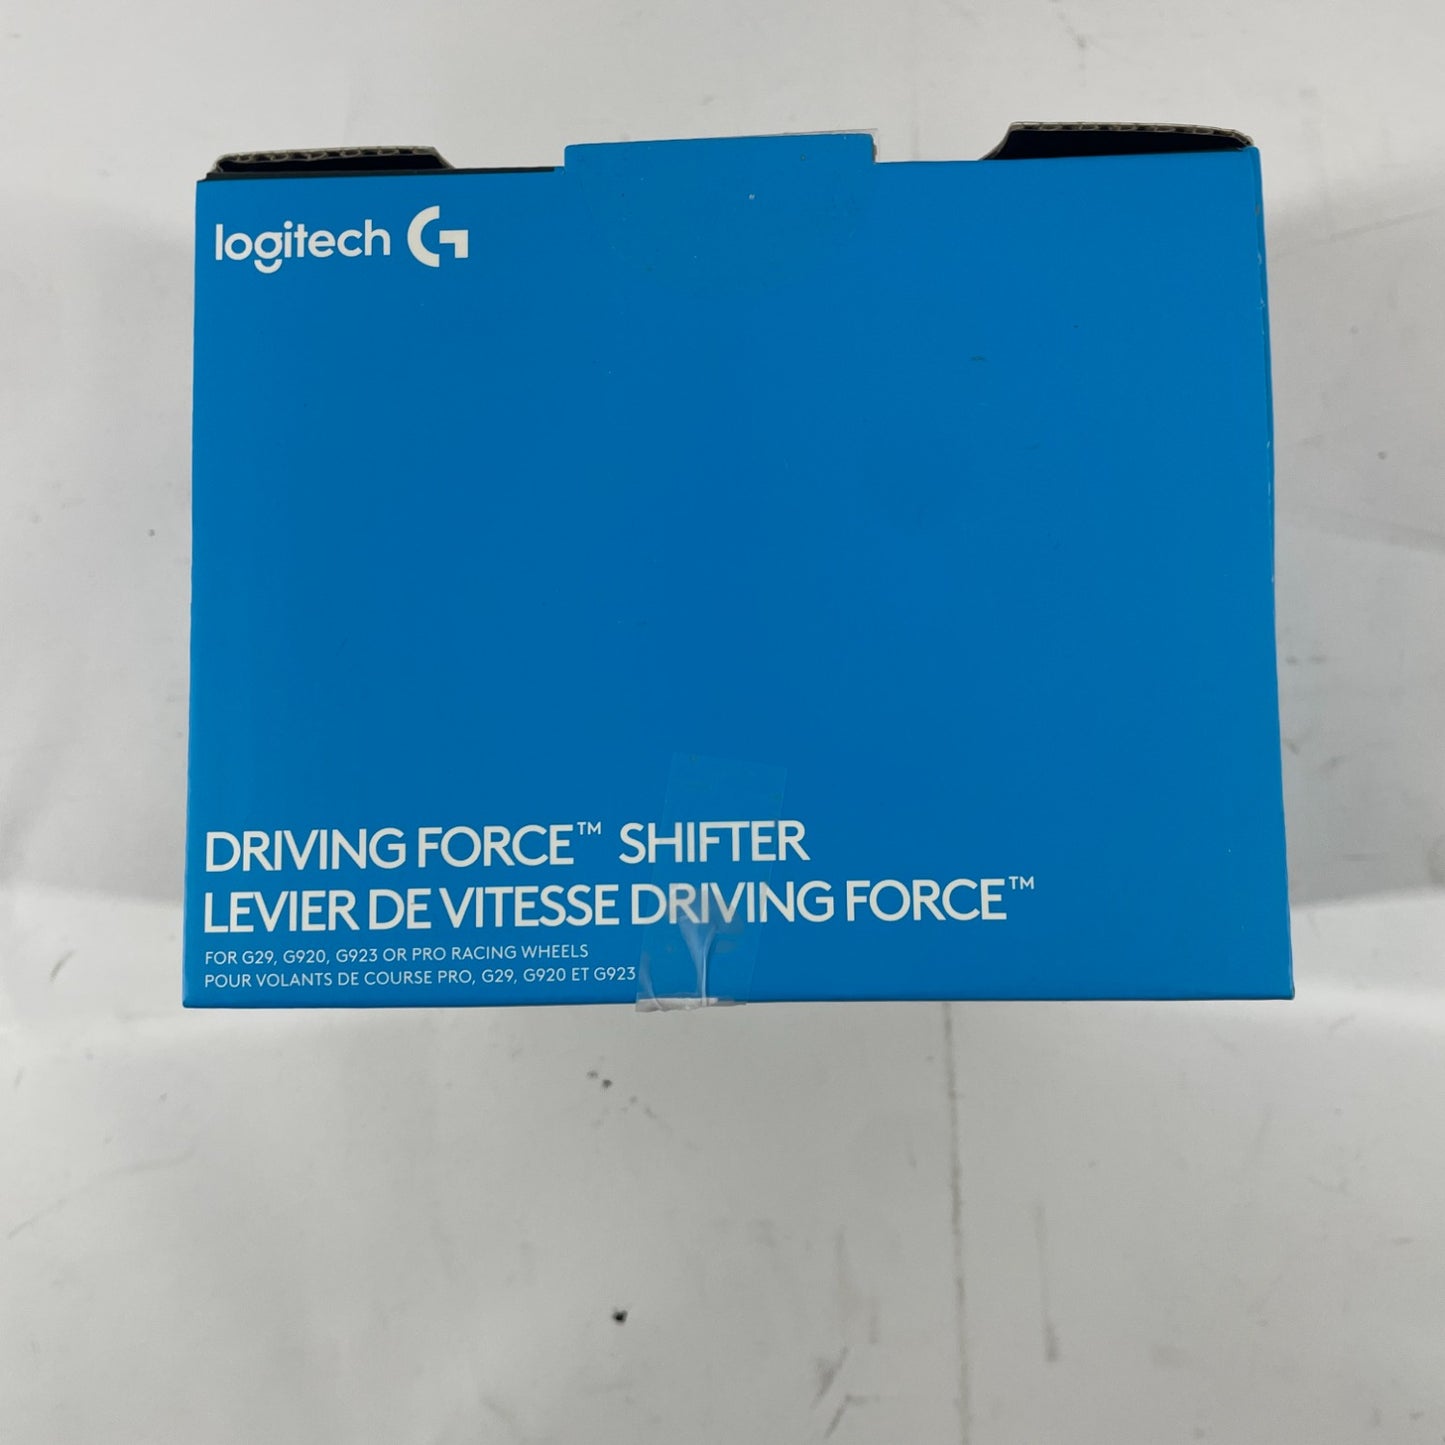 logitech G
DRIVING FORCE™ SHIFTER
LEVIER DE VITESSE DRIVING FORCE™
FOR G29, G920, G923 OR PRO RACING WHEELS
POUR VOLANTS DE COURSE PRO, G29, G920 ET G923